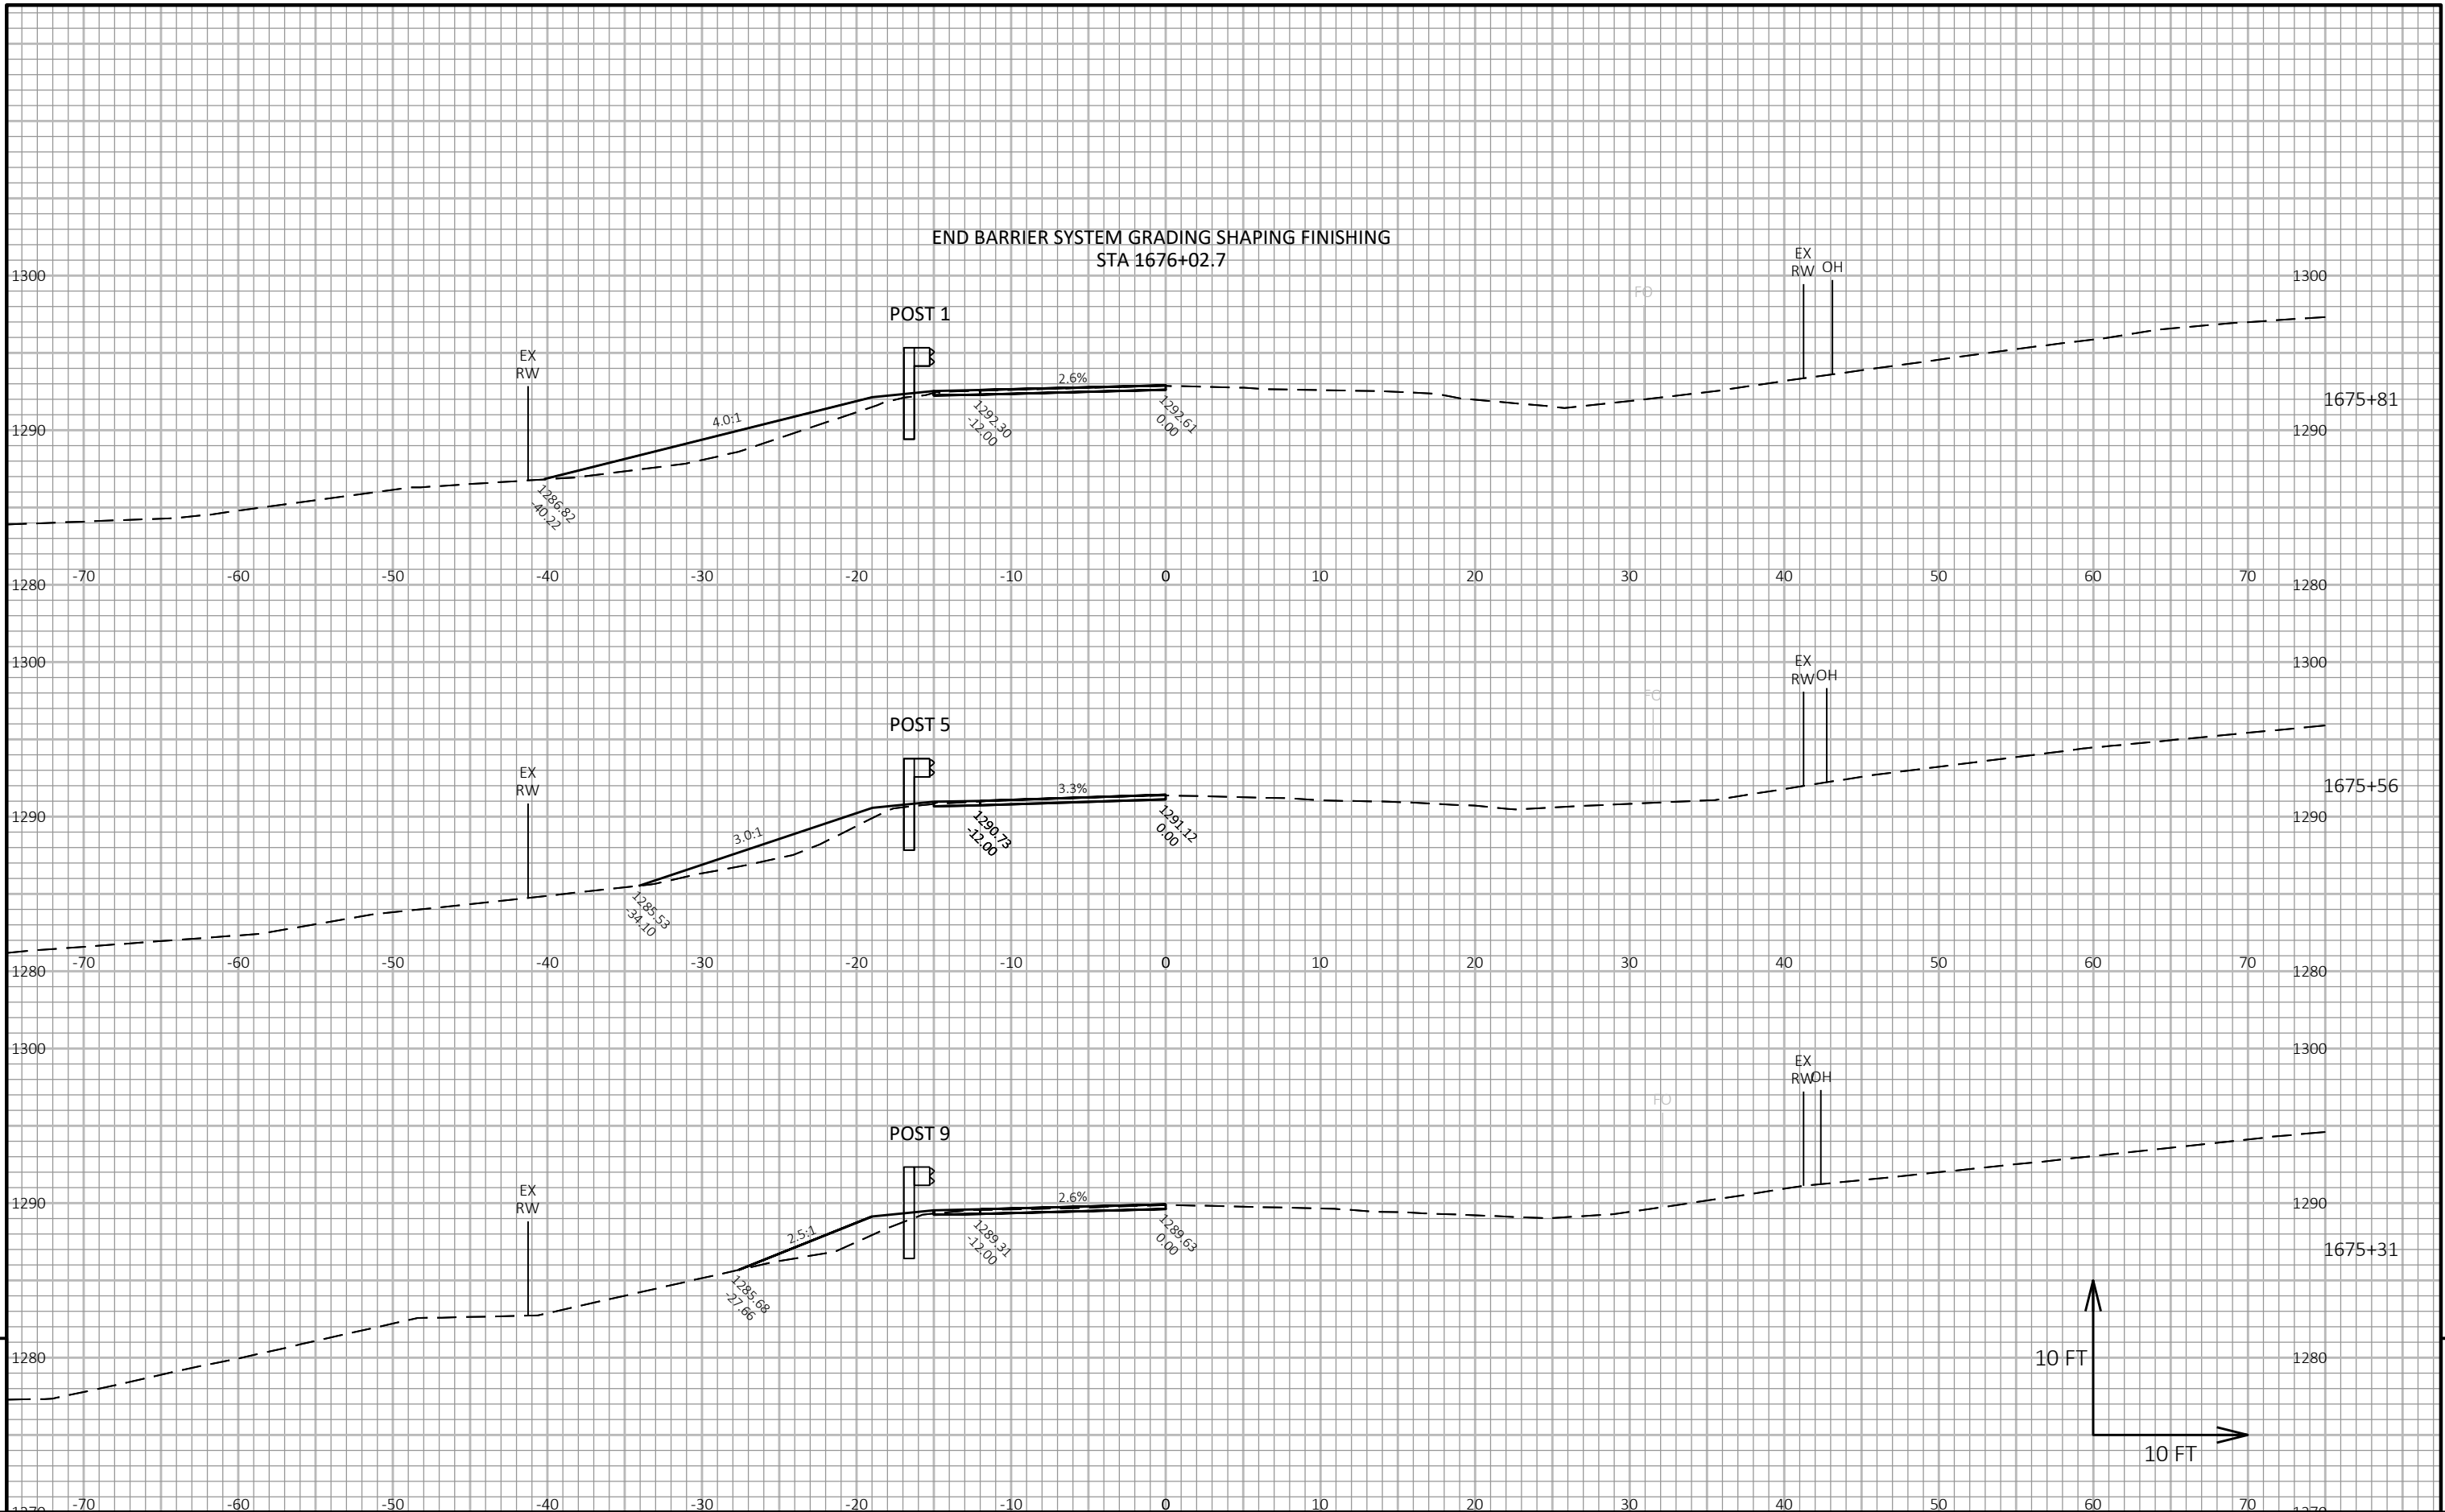 END BARRIER SYSTEM GRADING SHAPING FINISHING
STA 1676+02.7
EX
RW OH
1300
1300
FO
POST 1
EX
RW
2.6%
4.0:1
1675+81
1290
1290
1292.30
-12.00
1292.61
0.00
1286.82
-40.22
1280
-70 -60 -50 -40 -30 -20 -10 0 10 20 30 40 50 60 70
1280
1300
1300
EX
RW OH
FO
POST 5
EX
RW
3.3%
1675+56
3.0:1
1290
1290
1290.73
-12.00
1291.12
0.00
1285.53
-34.10
1280
-70 -60 -50 -40 -30 -20 -10 0 10 20 30 40 50 60 70
1280
1300
1300
EX
RW OH
FO
POST 9
EX
RW
2.6%
1290
1290
2.5:1
1289.31
-12.00
1289.63
0.00
1675+31
1285.68
-27.66
1280
10 FT
1280
10 FT
1270
-70 -60 -50 -40 -30 -20 -10 0 10 20 30 40 50 60 70
1270